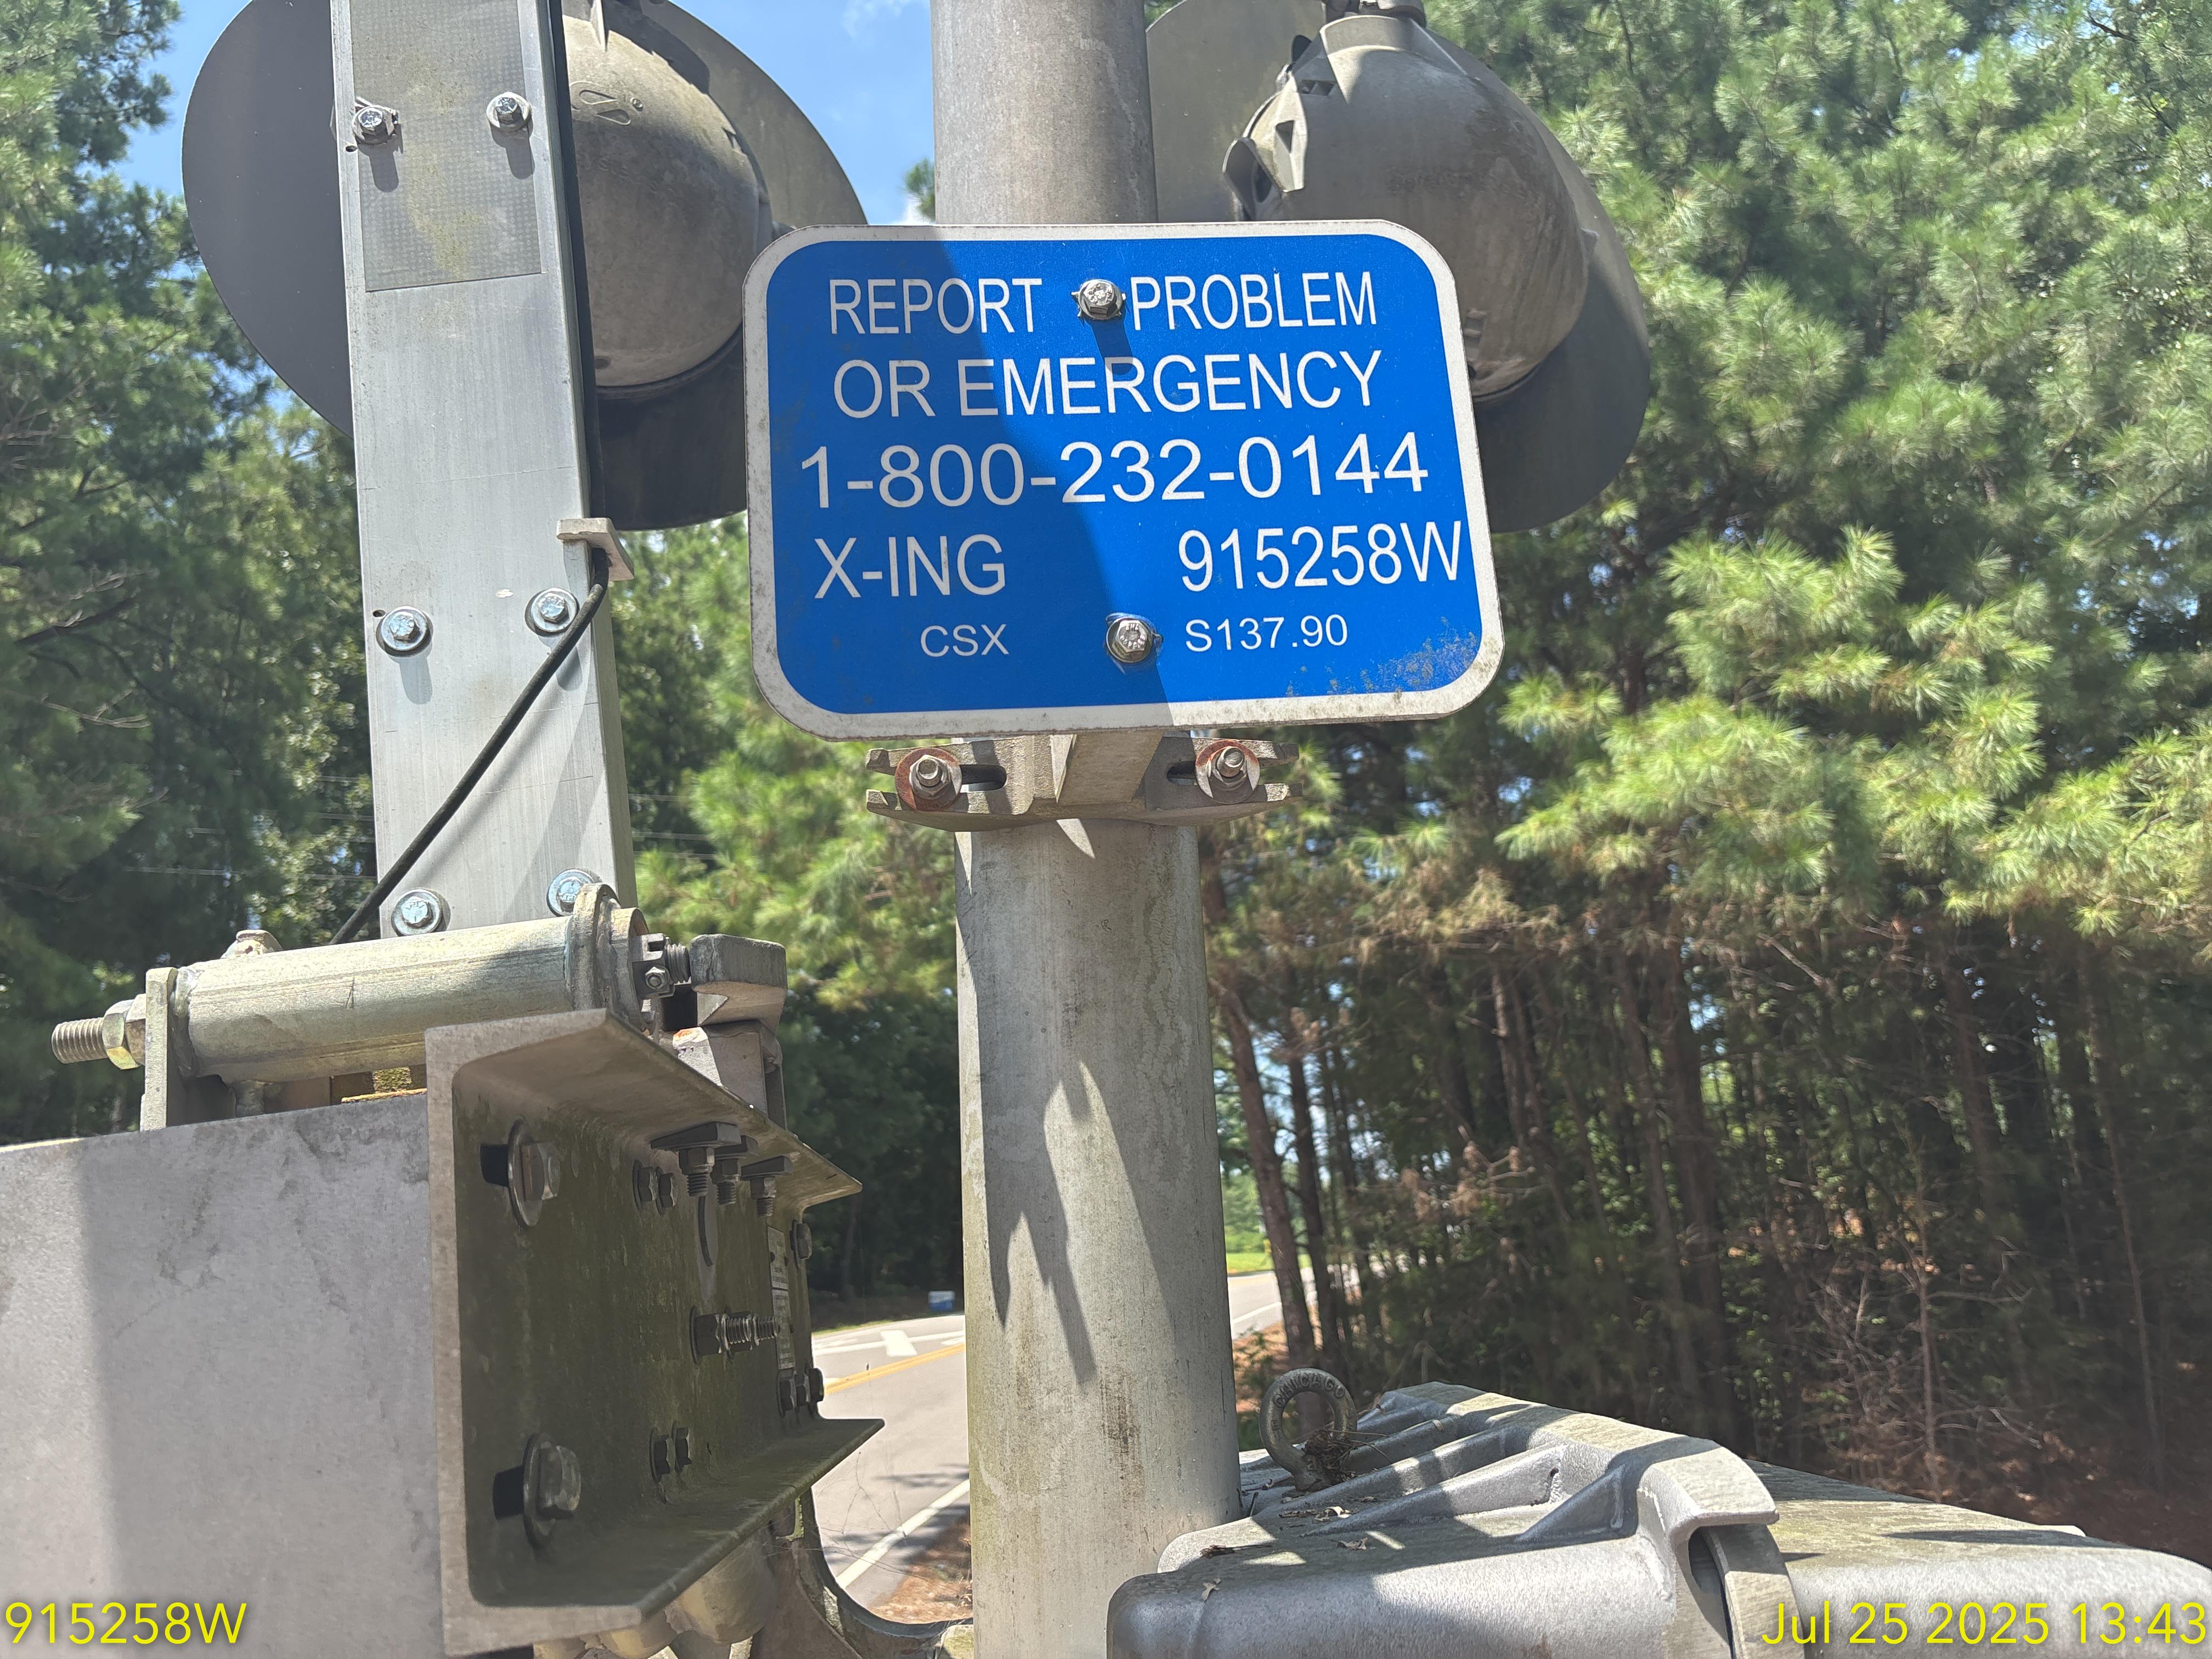 REPORT PROBLEM
OR EMERGENCY
1-800-232-0144
X-ING 915258W
CSX S137.90
915258W
Jul 25 2025 13:43